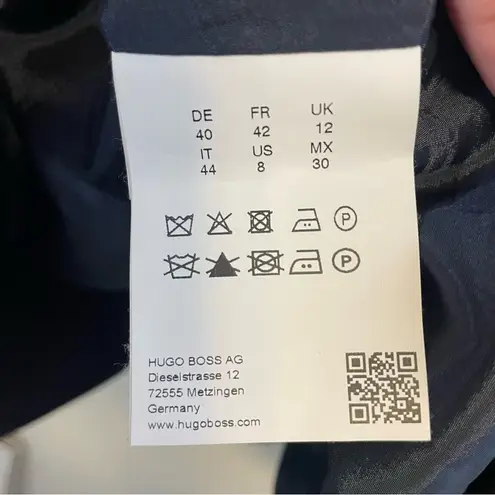 DE FR UK
40 42 12
IT US MX
44 8 30
P
P
HUGO BOSS AG
Dieselstrasse 12
72555 Metzingen
Germany
www.hugoboss.com